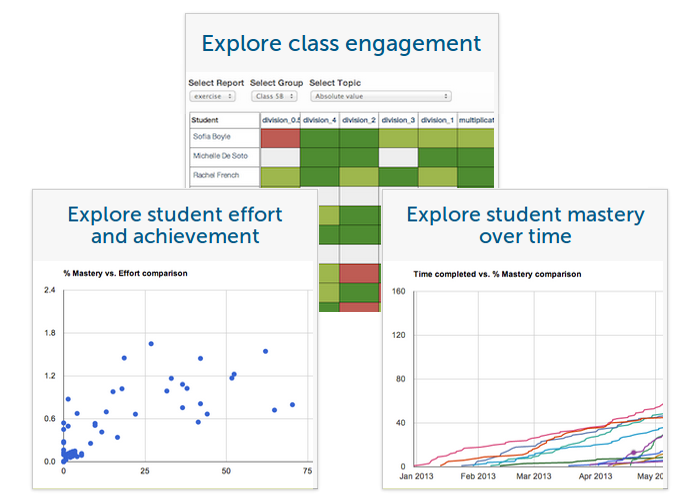 Explore class engagement
Select Report Select Group Select Topic
exercise Class 5B Absolute value
Student division_0.5 division_4 division_2 division_3 division_1 multiplicat
Sofia Boyle
Michelle De Soto
Rachel French
Explore student effort
and achievement
% Mastery vs. Effort comparison
2.4
1.8
1.2
0.6
0.0
0 25 50 75
Explore student mastery
over time
Time completed vs. % Mastery comparison
160
120
80
40
0
Jan 2013 Feb 2013 Mar 2013 Apr 2013 May 20